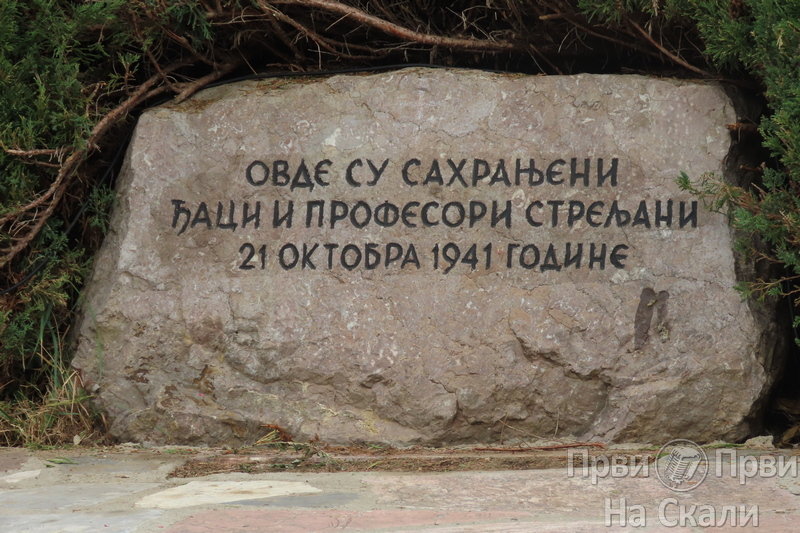 ОВДЕ СУ САХРАЊЕНИ
ЂАЦИ И ПРОФЕСОРИ СТРЕЉАНИ
21 ОКТОБРА 1941 ГОДИНЕ
Први Први
На Скали